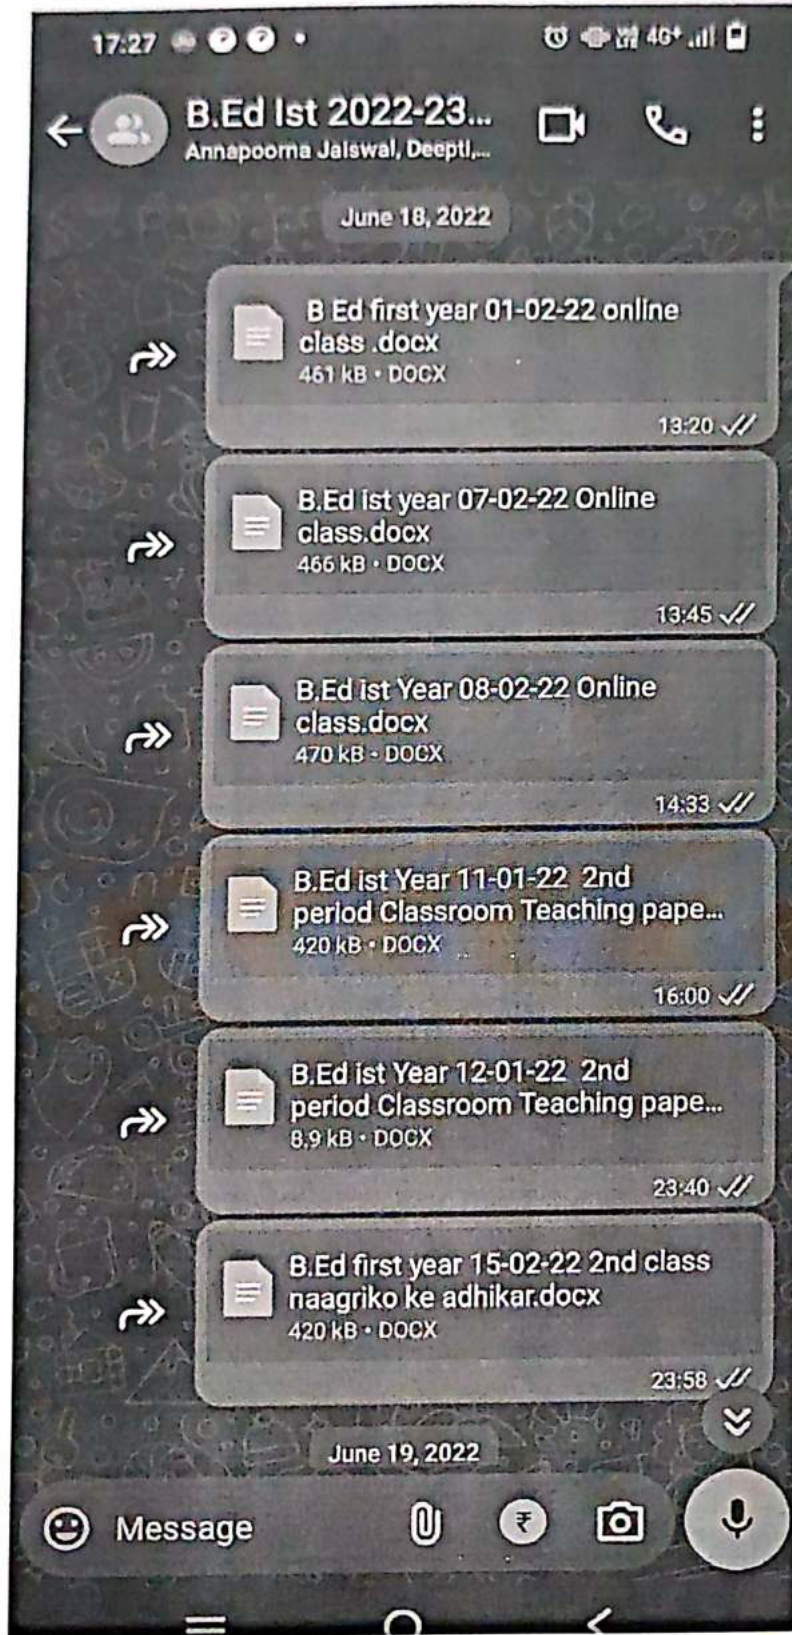 17:27
4G+
B.Ed Ist 2022-23...
Annapoorna Jaiswal, Deepti,...
June 18, 2022
B Ed first year 01-02-22 online
class .docx
461 kB • DOCX
13:20
B.Ed ist year 07-02-22 Online
class.docx
466 kB • DOCX
13:45
B.Ed ist Year 08-02-22 Online
class.docx
470 kB • DOCX
14:33
B.Ed ist Year 11-01-22 2nd
period Classroom Teaching pape...
420 kB • DOCX
16:00
B.Ed ist Year 12-01-22 2nd
period Classroom Teaching pape...
8.9 kB • DOCX
23:40
B.Ed first year 15-02-22 2nd class
naagriko ke adhikar.docx
420 kB • DOCX
23:58
June 19, 2022
Message
₹